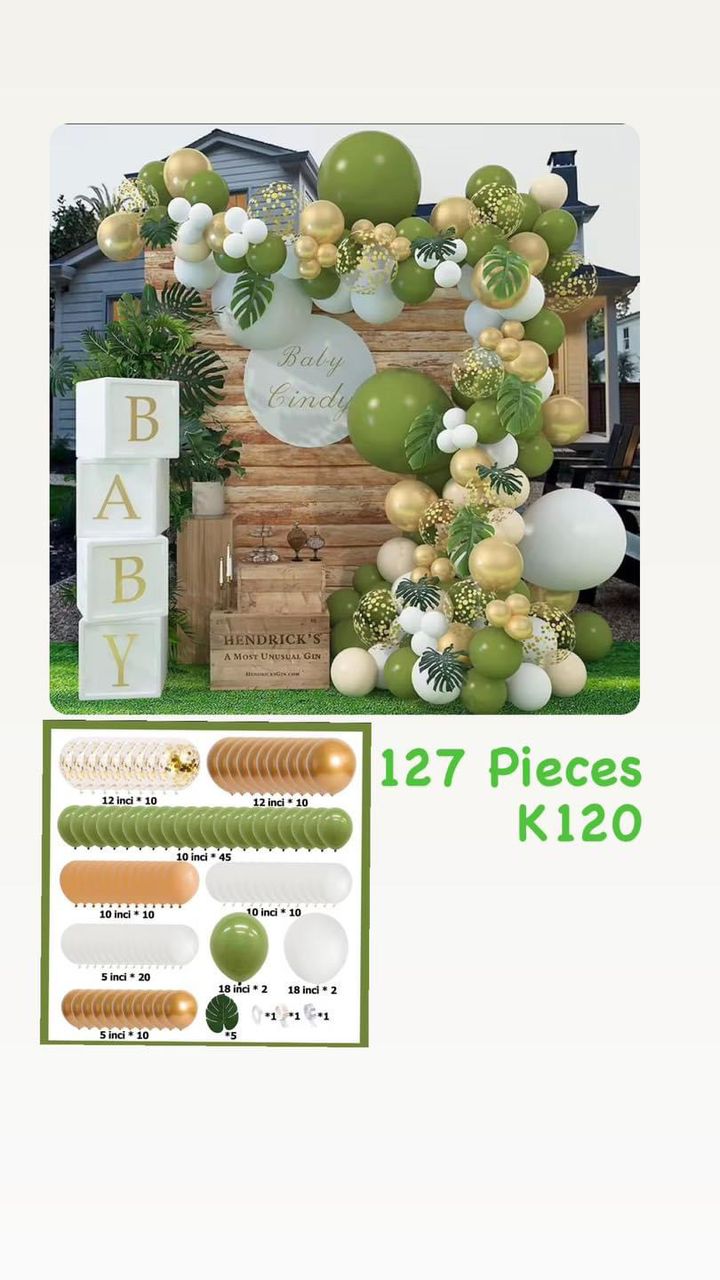 Baby
Cindy
B
A
B
Y
HENDRICK'S
A MOST UNUSUAL GIN
HENDRICKSGIN.COM
127 Pieces
K120
12 inci * 10
12 inci * 10
10 inci * 45
10 inci * 10
10 inci * 10
5 inci * 20
18 inci * 2
18 inci * 2
5 inci * 10
*5
*1
*1
*1